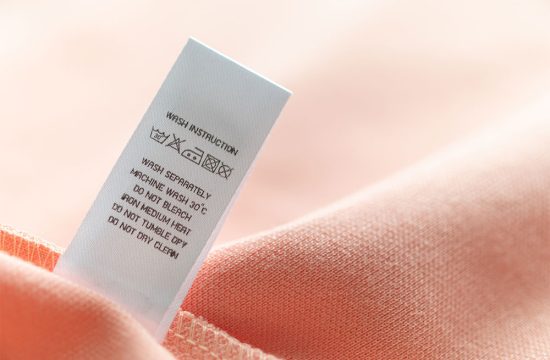 WASH INSTRUCTION
WASH SEPARATELY
MACHINE WASH 30°C
DO NOT BLEACH
IRON MEDIUM HEAT
DO NOT TUMBLE DRY
DO NOT DRY CLEAN